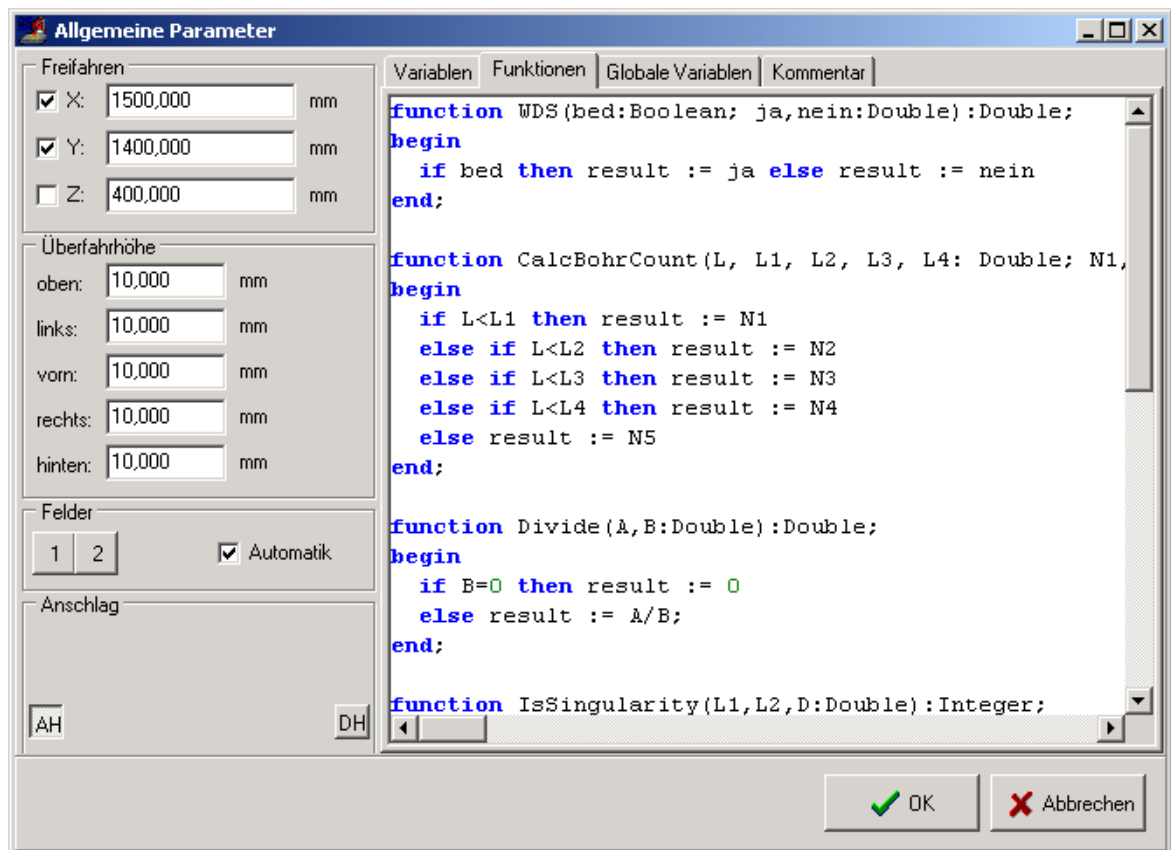 Allgemeine Parameter
Freifahren
X: 1500,000 mm
Y: 1400,000 mm
Z: 400,000 mm
Überfahrhöhe
oben: 10,000 mm
links: 10,000 mm
vorn: 10,000 mm
rechts: 10,000 mm
hinten: 10,000 mm
Felder
1 2 Automatik
Anschlag
AH DH
Variablen Funktionen Globale Variablen Kommentar
function WDS(bed:Boolean; ja,nein:Double):Double;
begin
  if bed then result := ja else result := nein
end;
function CalcBohrCount(L, L1, L2, L3, L4: Double; N1,
begin
  if L<L1 then result := N1
  else if L<L2 then result := N2
  else if L<L3 then result := N3
  else if L<L4 then result := N4
  else result := N5
end;
function Divide(A,B:Double):Double;
begin
  if B=0 then result := 0
  else result := A/B;
end;
function IsSingularity(L1,L2,D:Double):Integer;
OK Abbrechen